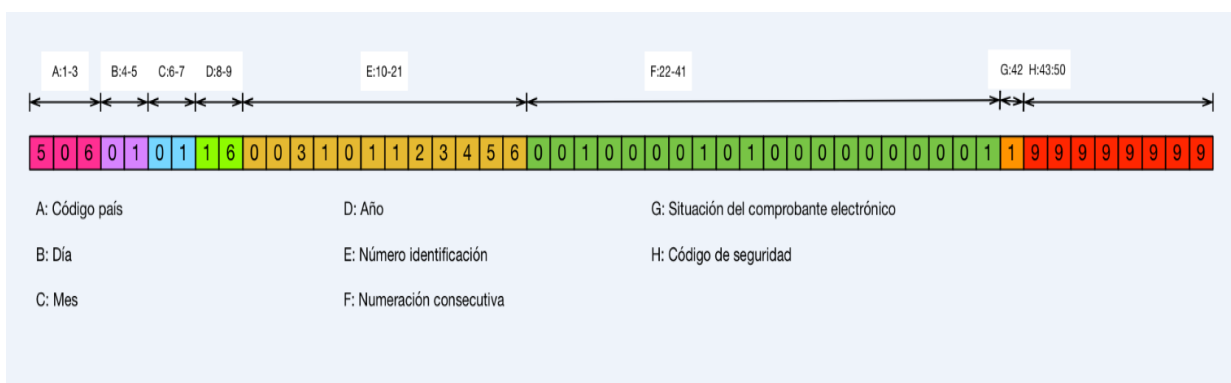 A:1-3 B:4-5 C:6-7 D:8-9 E:10-21 F:22-41 G:42 H:43:50
5 0 6 0 1 0 1 1 6 0 0 3 1 0 1 1 2 3 4 5 6 0 0 1 0 0 0 0 1 0 1 0 0 0 0 0 0 0 0 0 1 1 9 9 9 9 9 9 9 9
A: Código país D: Año G: Situación del comprobante electrónico
B: Día E: Número identificación H: Código de seguridad
C: Mes F: Numeración consecutiva